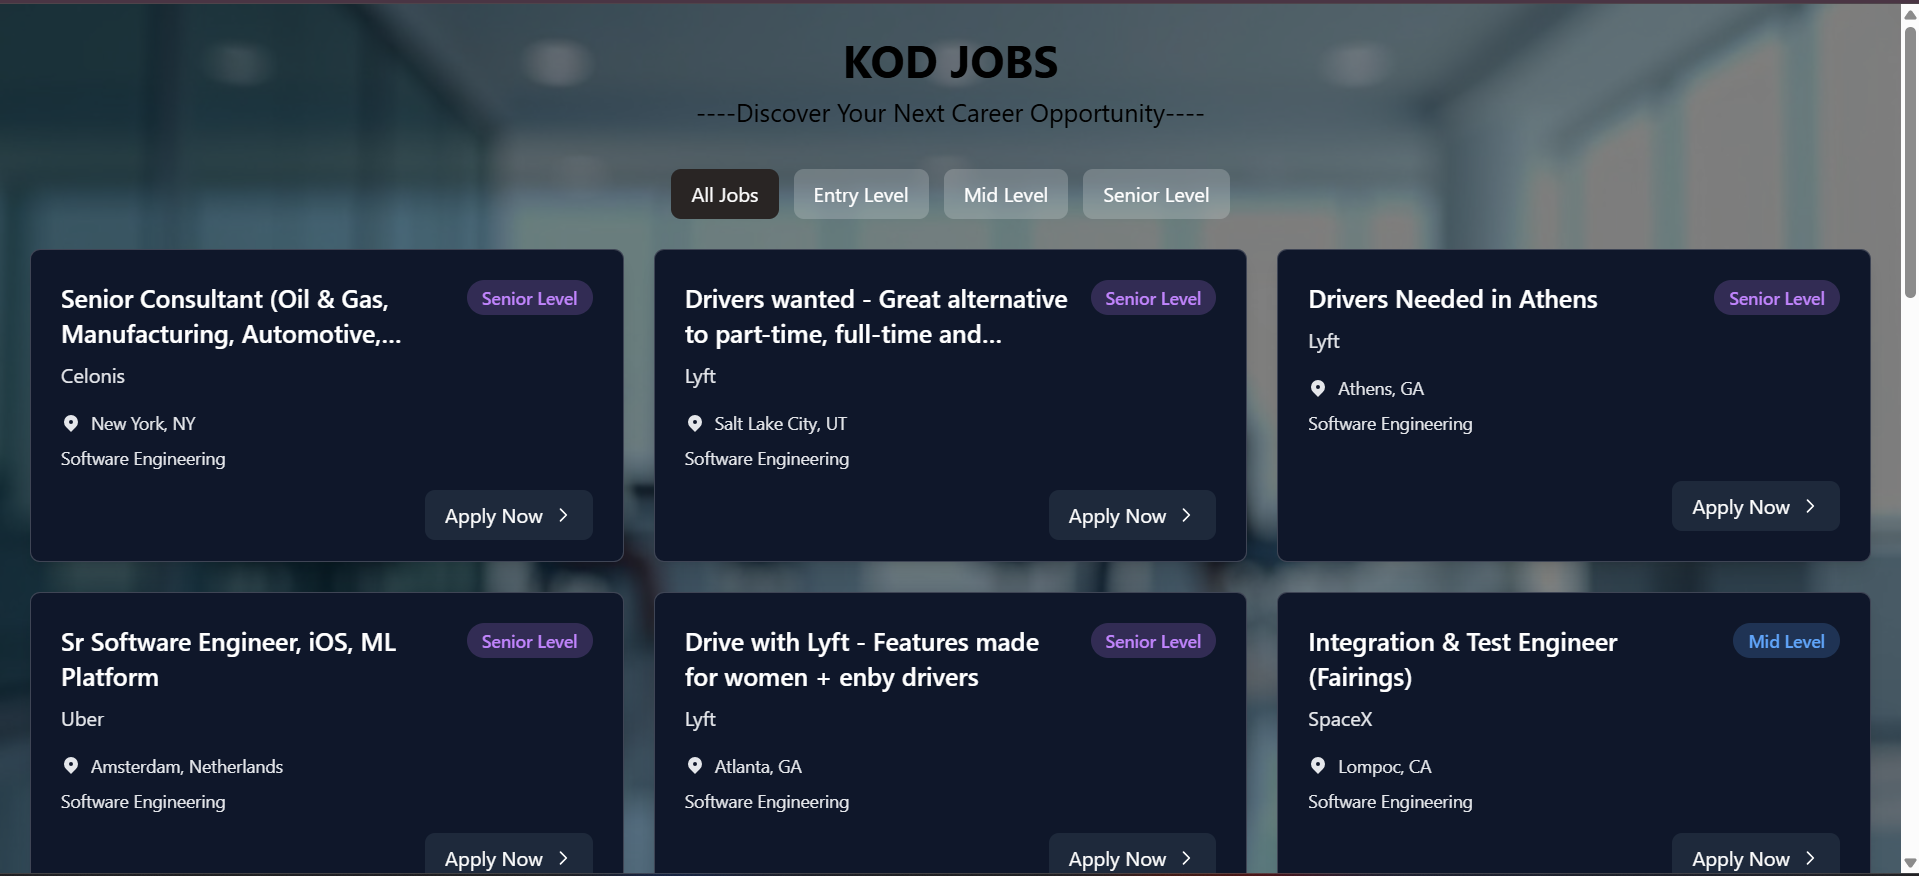 KOD JOBS
----Discover Your Next Career Opportunity----
All Jobs
Entry Level
Mid Level
Senior Level
Senior Consultant (Oil & Gas,
Manufacturing, Automotive,...
Senior Level
Celonis
New York, NY
Software Engineering
Apply Now
Drivers wanted - Great alternative
to part-time, full-time and...
Senior Level
Lyft
Salt Lake City, UT
Software Engineering
Apply Now
Drivers Needed in Athens
Senior Level
Lyft
Athens, GA
Software Engineering
Apply Now
Sr Software Engineer, iOS, ML
Platform
Senior Level
Uber
Amsterdam, Netherlands
Software Engineering
Apply Now
Drive with Lyft - Features made
for women + enby drivers
Senior Level
Lyft
Atlanta, GA
Software Engineering
Apply Now
Integration & Test Engineer
(Fairings)
Mid Level
SpaceX
Lompoc, CA
Software Engineering
Apply Now